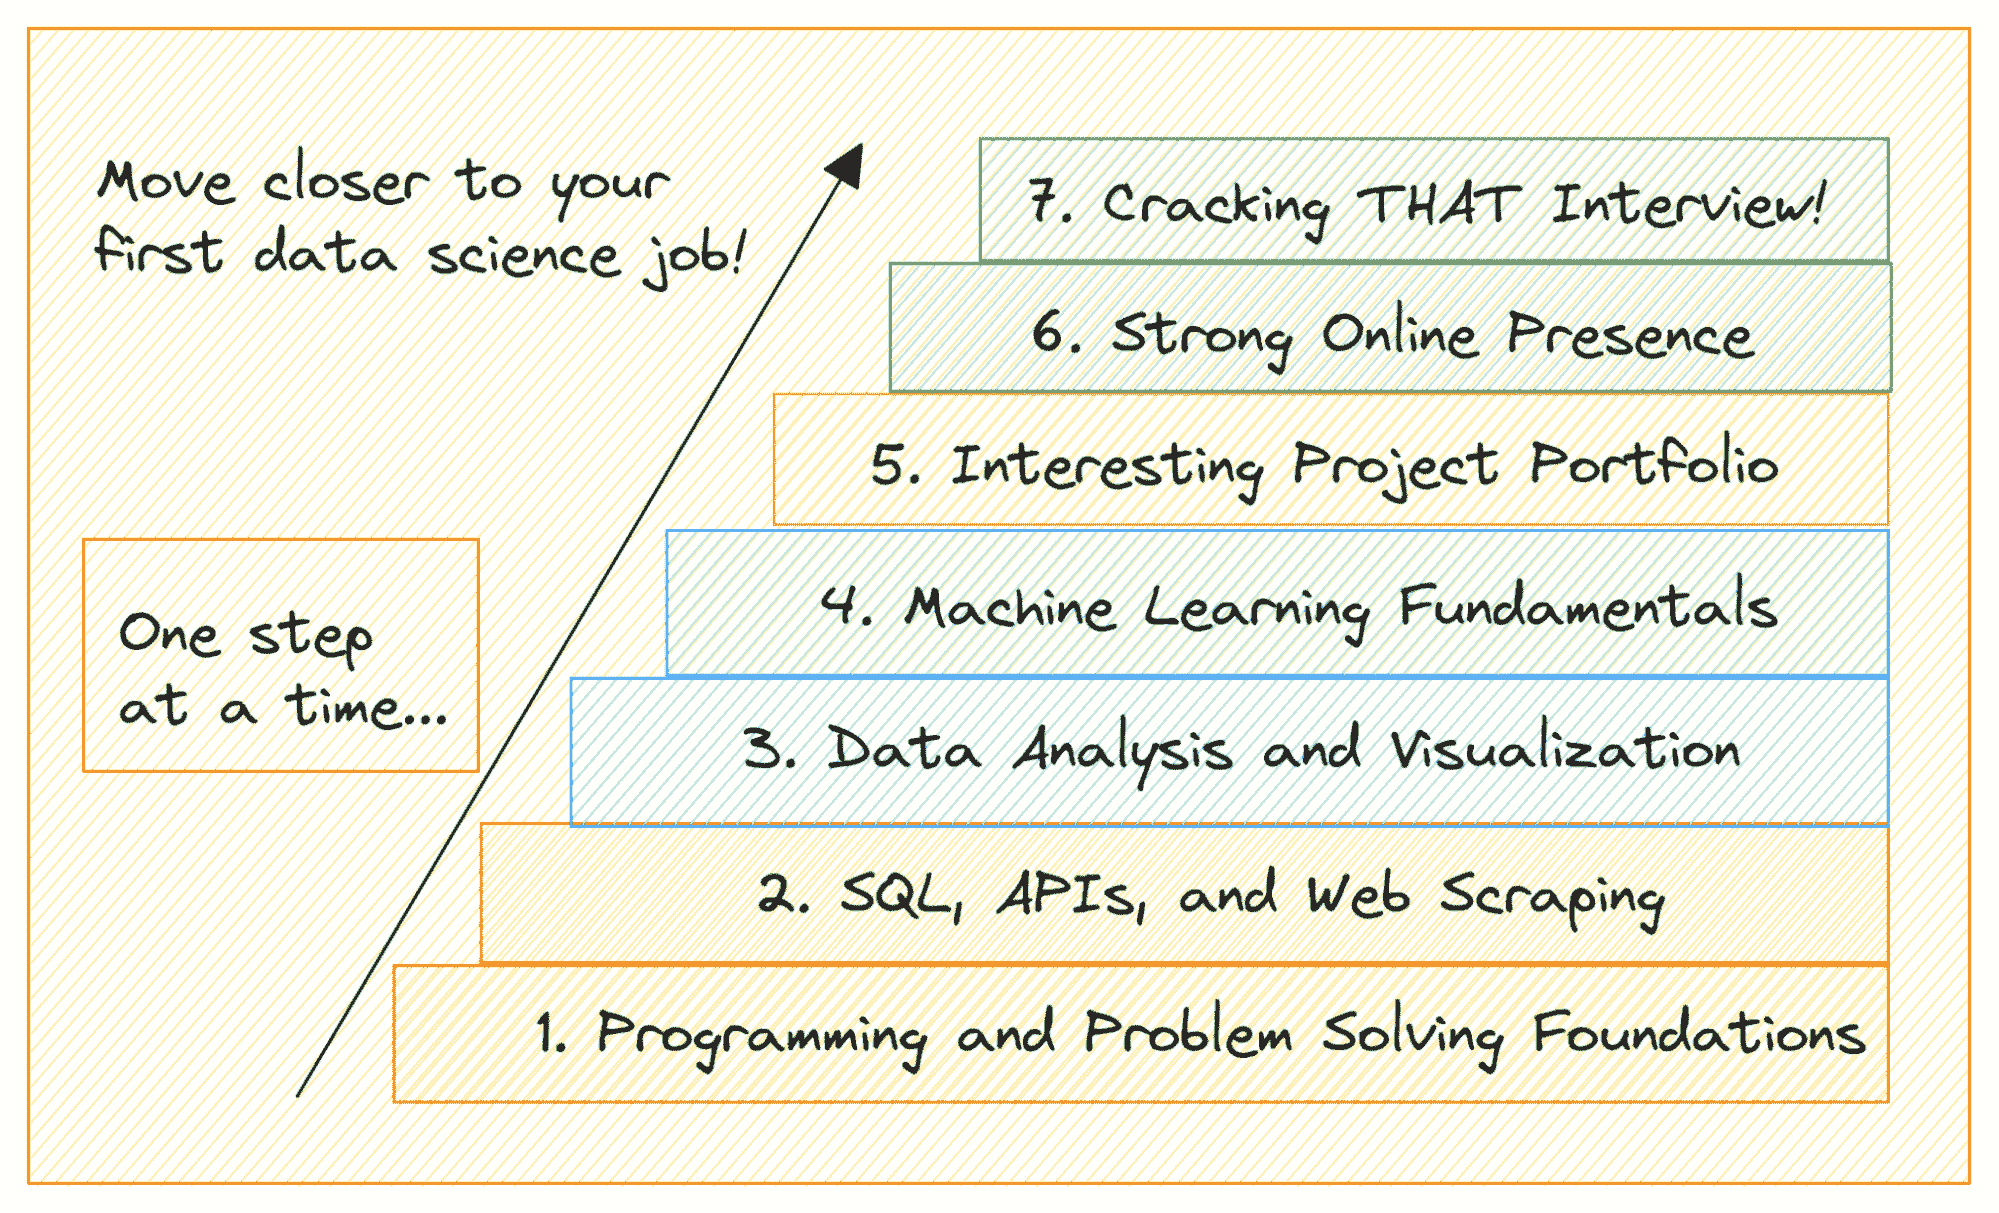 Move closer to your
first data science job!
7. Cracking THAT Interview!
6. Strong Online Presence
5. Interesting Project Portfolio
4. Machine Learning Fundamentals
One step
at a time...
3. Data Analysis and Visualization
2. SQL, APIs, and Web Scraping
1. Programming and Problem Solving Foundations